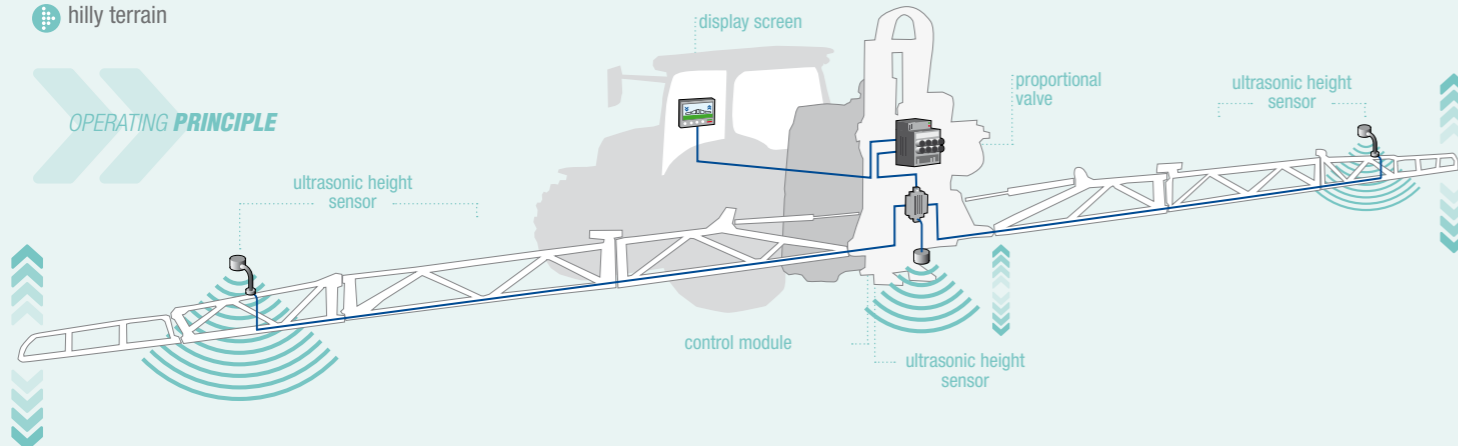 hilly terrain
display screen
proportional
valve
ultrasonic height
sensor
OPERATING PRINCIPLE
ultrasonic height
sensor
control module
ultrasonic height
sensor